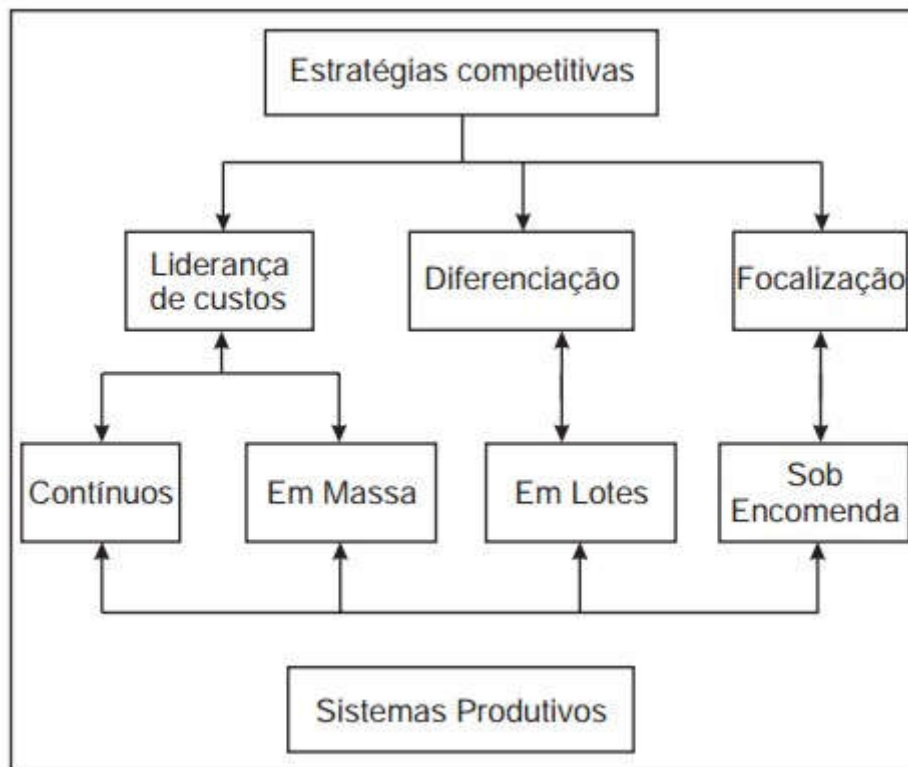 Estratégias competitivas
Liderança
de custos
Diferenciação
Focalização
Contínuos
Em Massa
Em Lotes
Sob
Encomenda
Sistemas Produtivos